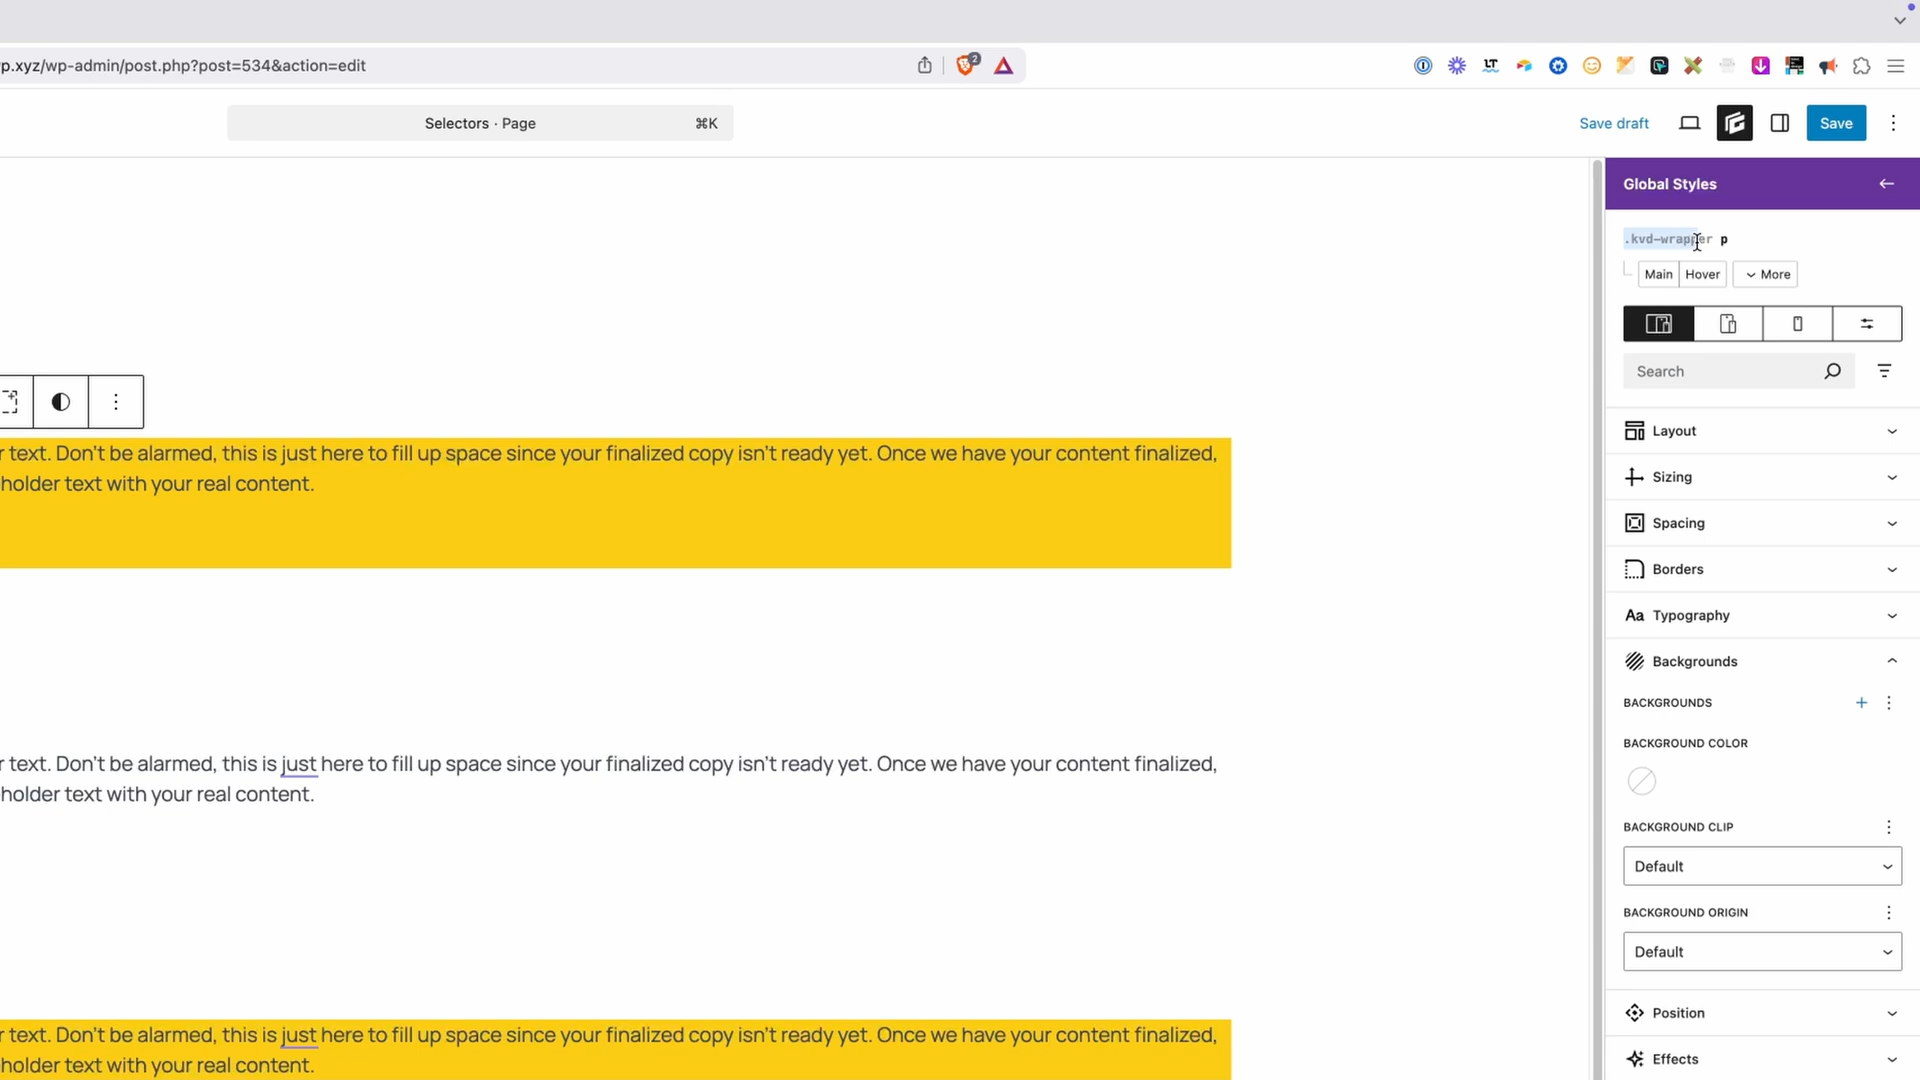 p.xyz/wp-admin/post.php?post=534&action=edit
2
LT
Selectors · Page
⌘K
Save draft
Save
Global Styles
.kvd-wrapper p
Main
Hover
More
Search
Layout
Sizing
Spacing
Borders
Aa Typography
Backgrounds
BACKGROUNDS
BACKGROUND COLOR
BACKGROUND CLIP
Default
BACKGROUND ORIGIN
Default
Position
Effects
r text. Don't be alarmed, this is just here to fill up space since your finalized copy isn't ready yet. Once we have your content finalized,
holder text with your real content.
r text. Don't be alarmed, this is just here to fill up space since your finalized copy isn't ready yet. Once we have your content finalized,
holder text with your real content.
r text. Don't be alarmed, this is just here to fill up space since your finalized copy isn't ready yet. Once we have your content finalized,
holder text with your real content.